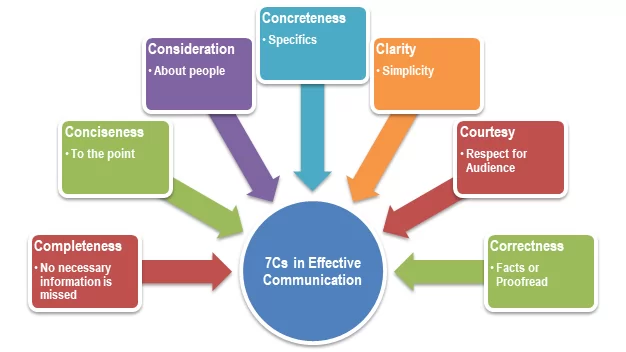 Concreteness
• Specifics
Consideration
• About people
Clarity
• Simplicity
Conciseness
• To the point
Courtesy
• Respect for
Audience
Completeness
• No necessary
information is
missed
7Cs in Effective
Communication
Correctness
• Facts or
Proofread